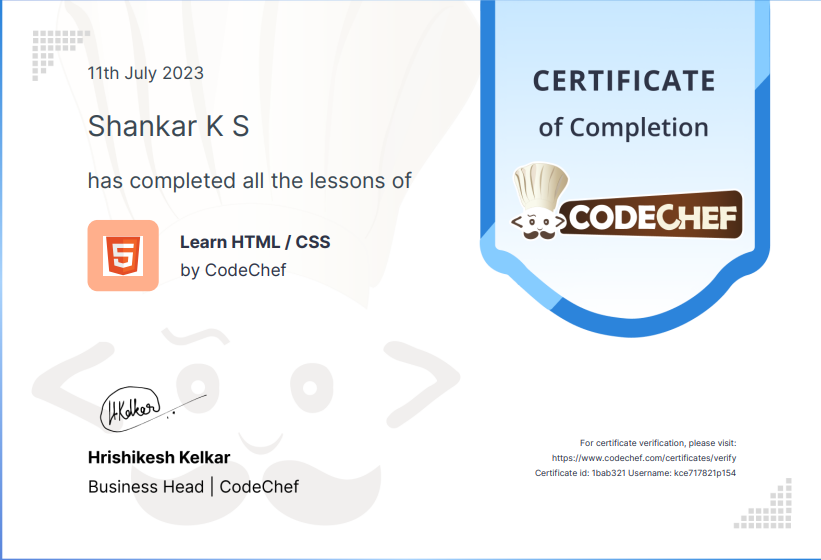 11th July 2023
Shankar K S
has completed all the lessons of
5
Learn HTML / CSS
by CodeChef
CERTIFICATE
of Completion
CODECHEF
H.Kelkar
Hrishikesh Kelkar
Business Head | CodeChef
For certificate verification, please visit:
https://www.codechef.com/certificates/verify
Certificate id: 1bab321 Username: kce717821p154